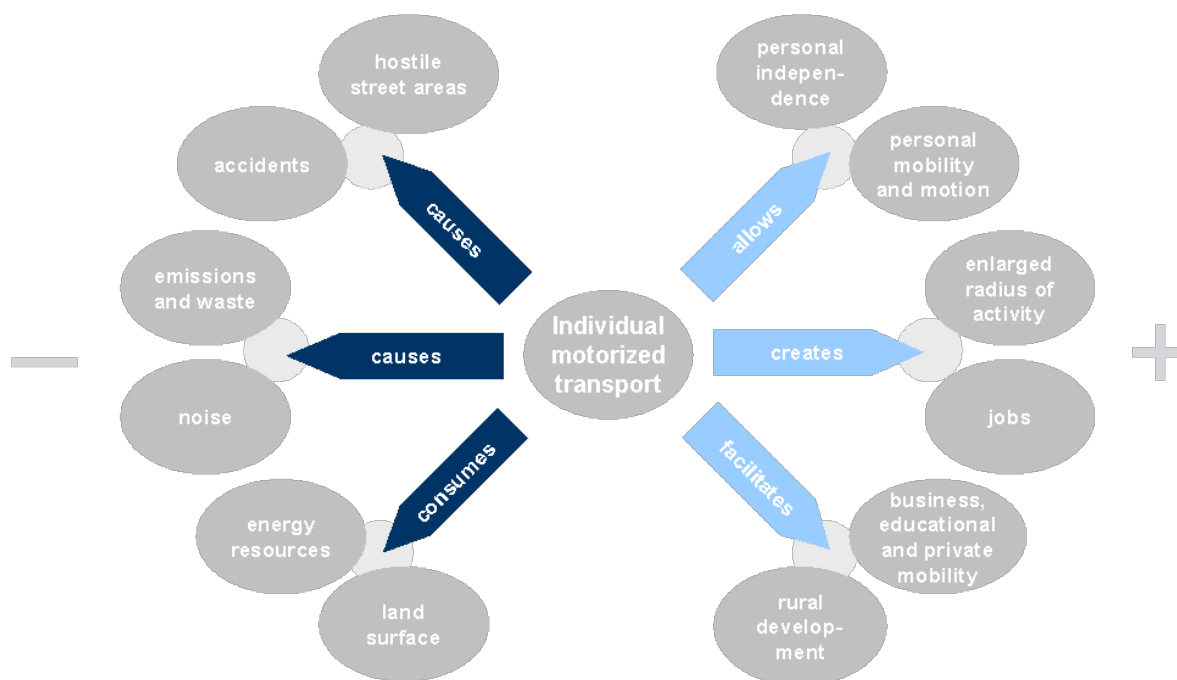 hostile
street areas
accidents
causes
emissions
and waste
noise
causes
energy
resources
land
surface
consumes
Individual
motorized
transport
personal
indepen-
dence
personal
mobility
and motion
allows
enlarged
radius of
activity
jobs
creates
business,
educational
and private
mobility
rural
develop-
ment
facilitates
—
+